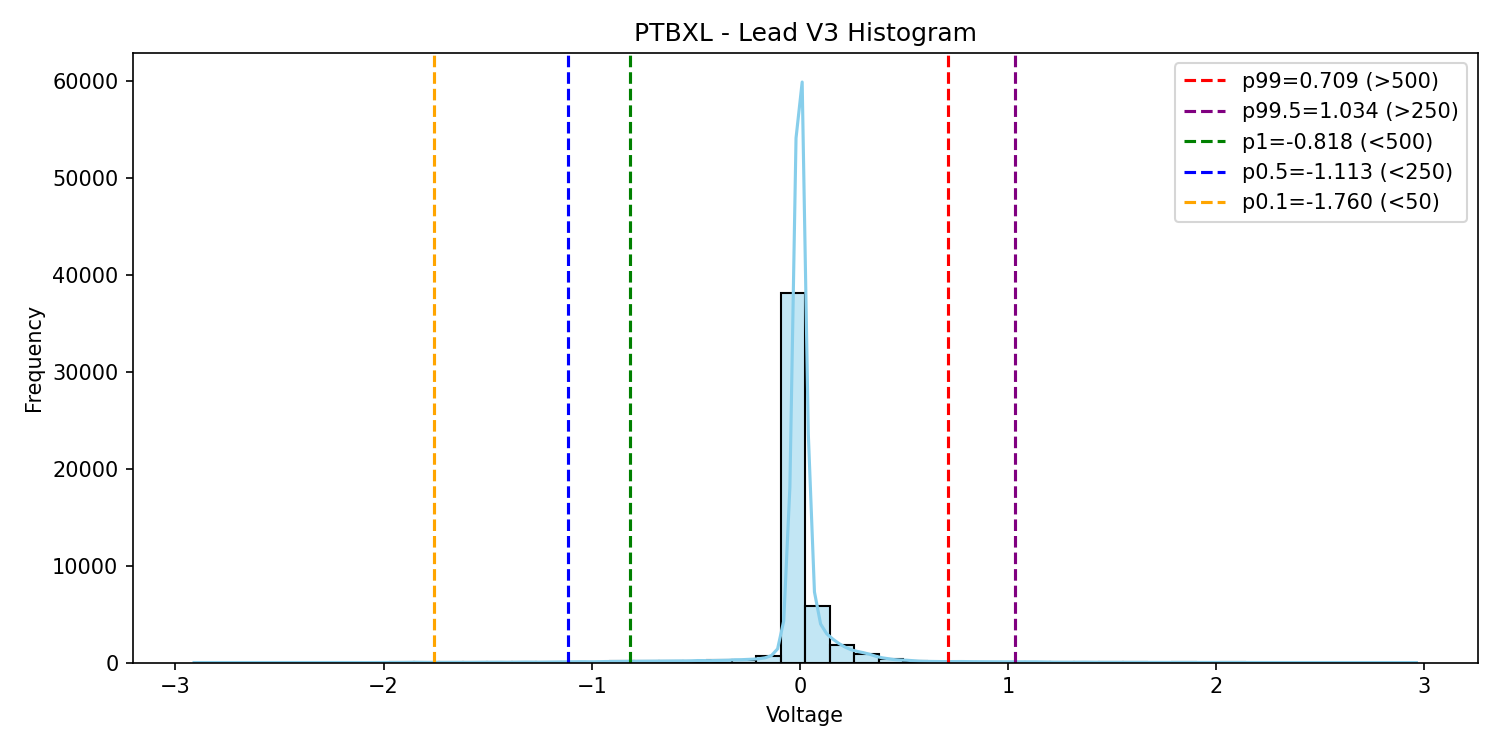 PTBXL - Lead V3 Histogram
p99=0.709 (>500)
p99.5=1.034 (>250)
p1=-0.818 (<500)
p0.5=-1.113 (<250)
p0.1=-1.760 (<50)
Frequency
60000
50000
40000
30000
20000
10000
0
−3 −2 −1 0 1 2 3
Voltage